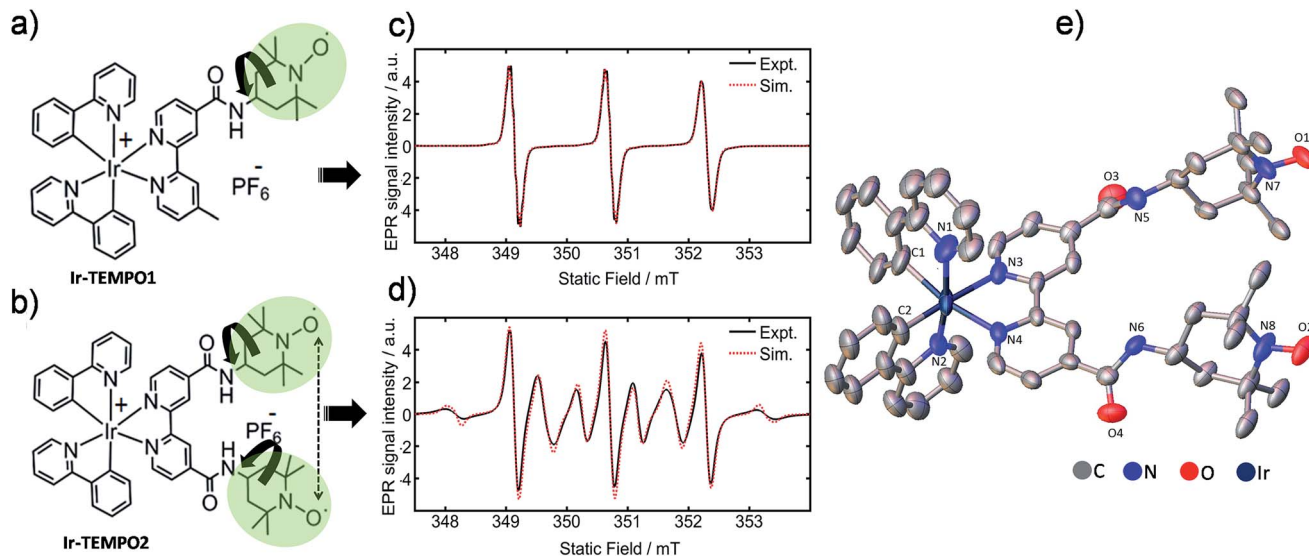 a)
O
N
O·
N
H
N
N
Ir
+
N
N
PF6
-
Ir-TEMPO1
b)
O
N
O·
N
H
N
N
Ir
+
N
N
PF6
-
O
N
H
N
O·
Ir-TEMPO2
c)
EPR signal intensity / a.u.
4
2
0
2
4
Expt.
Sim.
348 349 350 351 352 353
Static Field / mT
d)
EPR signal intensity / a.u.
4
2
0
-2
-4
Expt.
Sim.
348 349 350 351 352 353
Static Field / mT
e)
O1
N7
O3
N5
N1
C1
N3
C2
N4
N2
N6
N8
O2
O4
C N O Ir